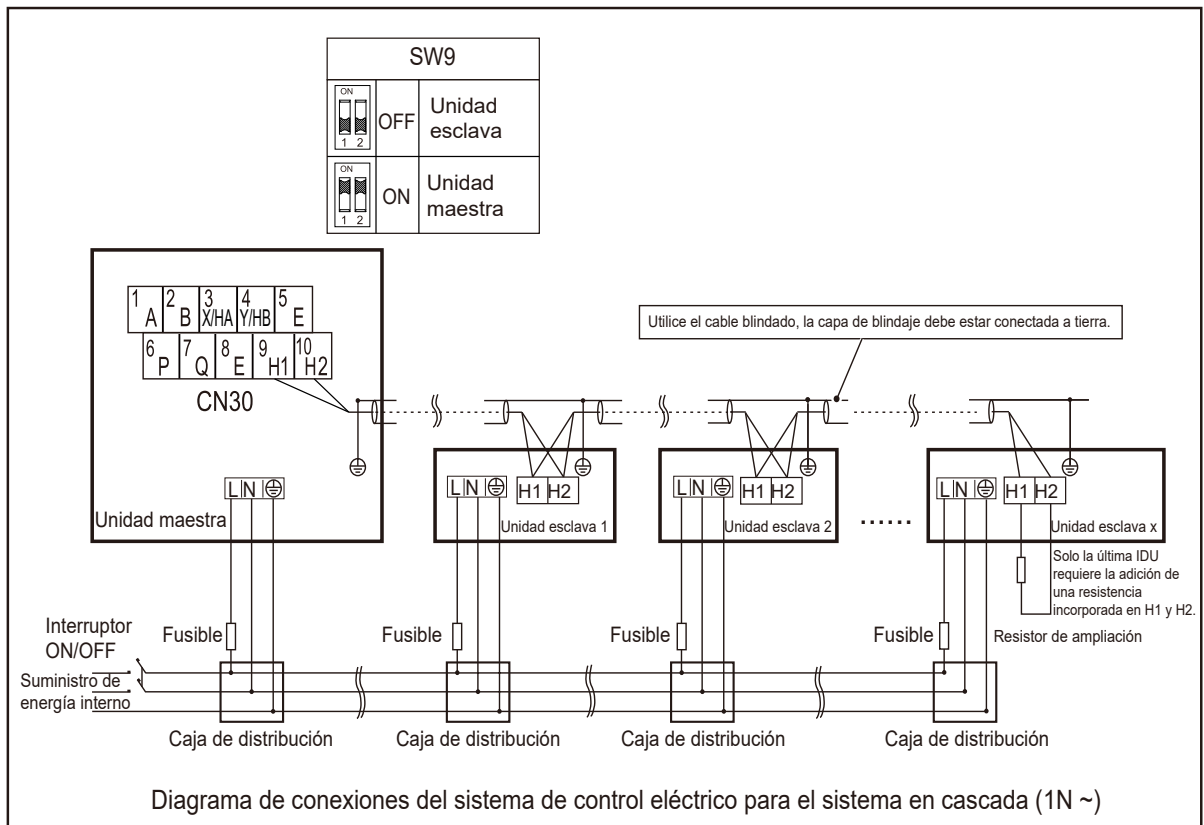 SW9
ON
1 2
OFF
Unidad
esclava
ON
1 2
ON
Unidad
maestra
1 A 2 B 3 X/HA 4 Y/HB 5 E
6 P 7 Q 8 E 9 H1 10 H2
CN30
Utilice el cable blindado, la capa de blindaje debe estar conectada a tierra.
L N
Unidad maestra
L N
H1 H2
Unidad esclava 1
L N
H1 H2
Unidad esclava 2
......
L N
H1 H2
Unidad esclava x
Solo la última IDU
requiere la adición de
una resistencia
incorporada en H1 y H2.
Resistor de ampliación
Interruptor
ON/OFF
Fusible
Fusible
Fusible
Fusible
Suministro de
energía interno
Caja de distribución
Caja de distribución
Caja de distribución
Caja de distribución
Diagrama de conexiones del sistema de control eléctrico para el sistema en cascada (1N ~)